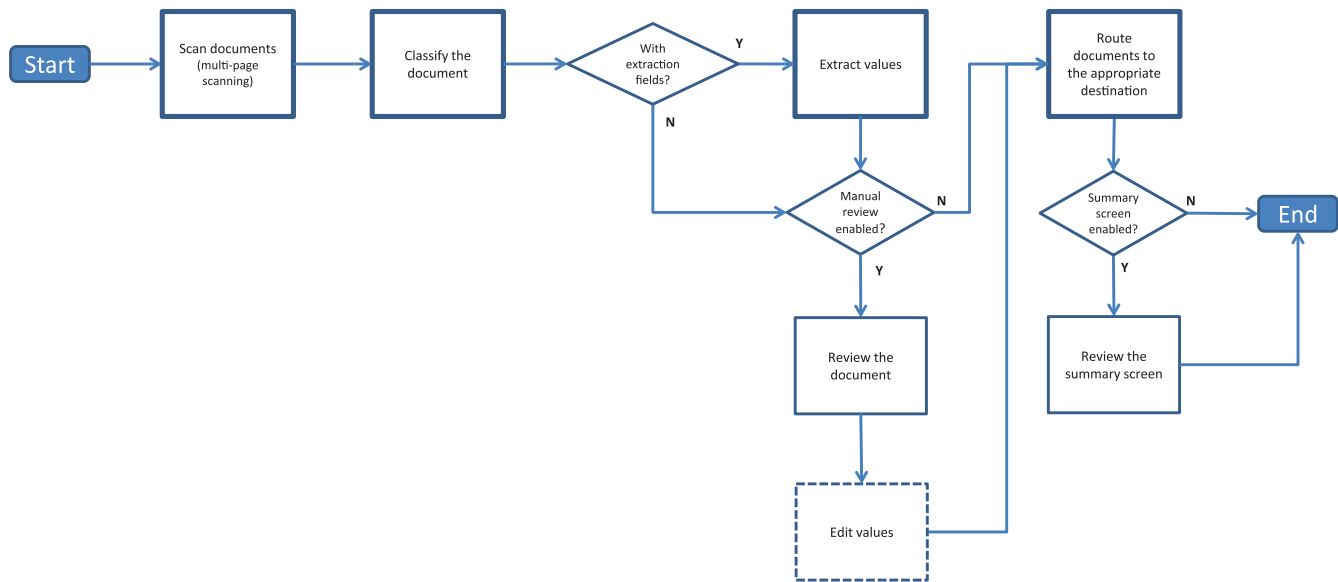 Start
Scan documents
(multi-page
scanning)
Classify the
document
With
extraction
fields?
Y
N
Extract values
Manual
review
enabled?
N
Y
Review the
document
Edit values
Route
documents to
the appropriate
destination
Summary
screen
enabled?
N
Y
Review the
summary screen
End